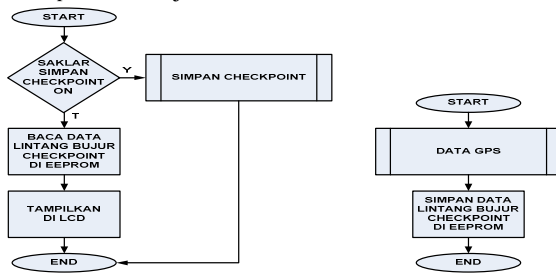 START
SAKLAR
SIMPAN
CHECKPOINT
ON
Y
SIMPAN CHECKPOINT
T
BACA DATA
LINTANG BUJUR
CHECKPOINT
DI EEPROM
TAMPILKAN
DI LCD
END
START
DATA GPS
SIMPAN DATA
LINTANG BUJUR
CHECKPOINT
DI EEPROM
END